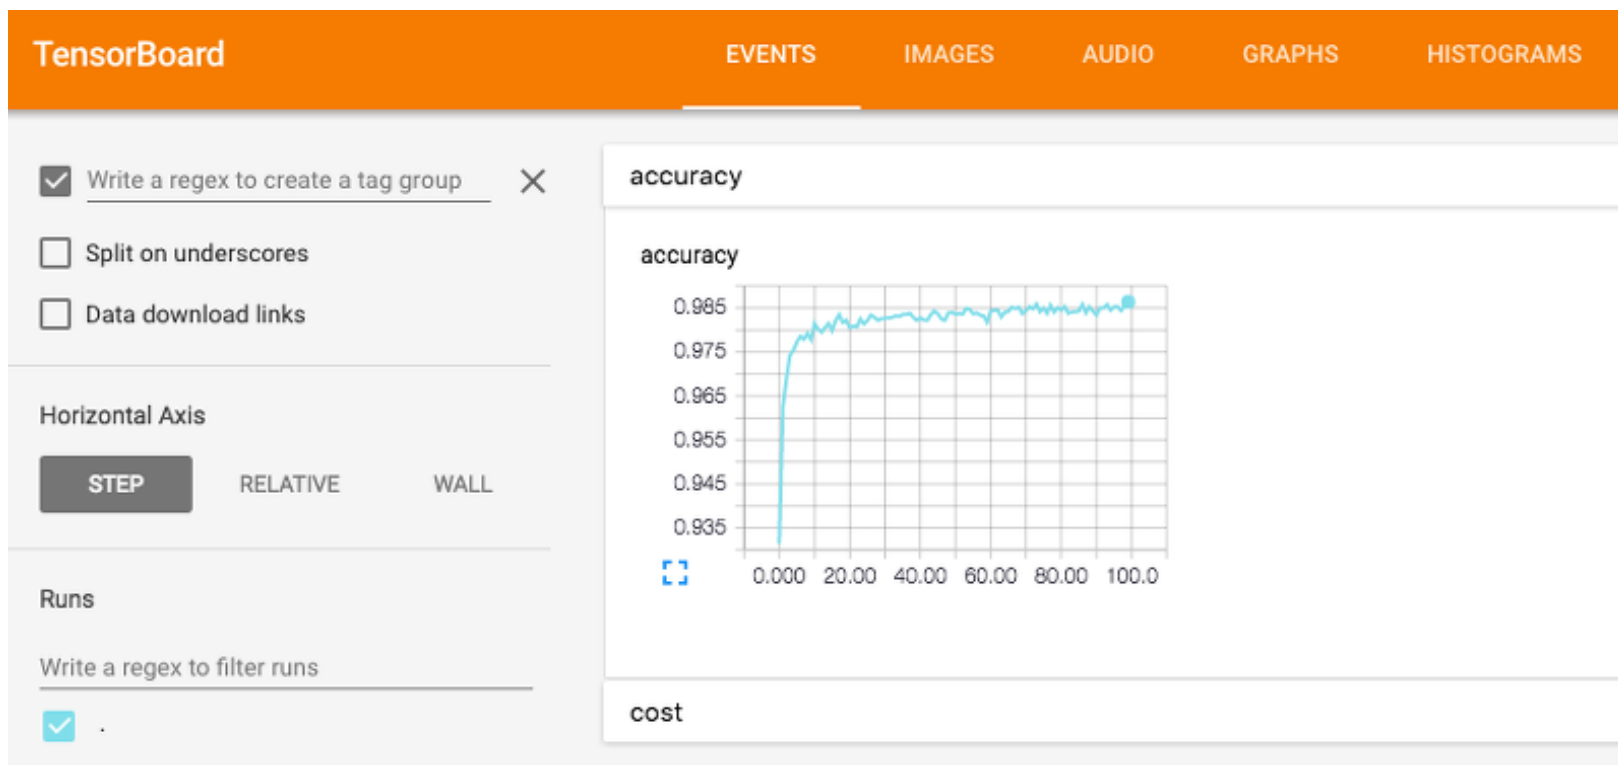 TensorBoard
EVENTS IMAGES AUDIO GRAPHS HISTOGRAMS
Write a regex to create a tag group
Split on underscores
Data download links
Horizontal Axis
STEP RELATIVE WALL
Runs
Write a regex to filter runs
.
accuracy
accuracy
0.985
0.975
0.965
0.955
0.945
0.935
0.000 20.00 40.00 60.00 80.00 100.0
cost